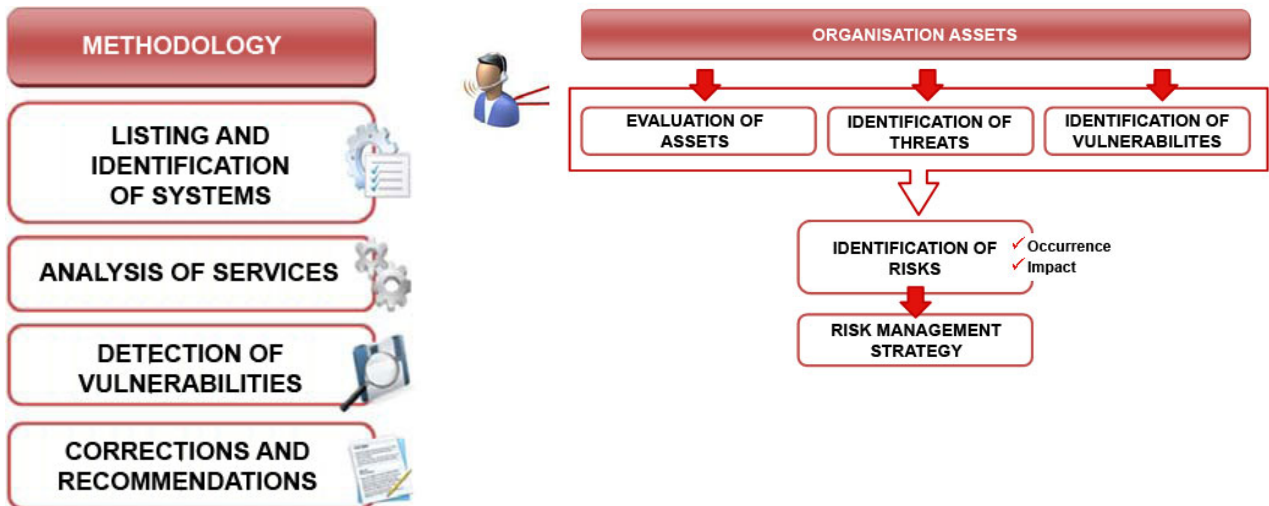 METHODOLOGY
LISTING AND
IDENTIFICATION
OF SYSTEMS
ANALYSIS OF SERVICES
DETECTION OF
VULNERABILITIES
CORRECTIONS AND
RECOMMENDATIONS
ORGANISATION ASSETS
EVALUATION OF
ASSETS
IDENTIFICATION OF
THREATS
IDENTIFICATION OF
VULNERABILITES
IDENTIFICATION OF
RISKS
Occurrence
Impact
RISK MANAGEMENT
STRATEGY